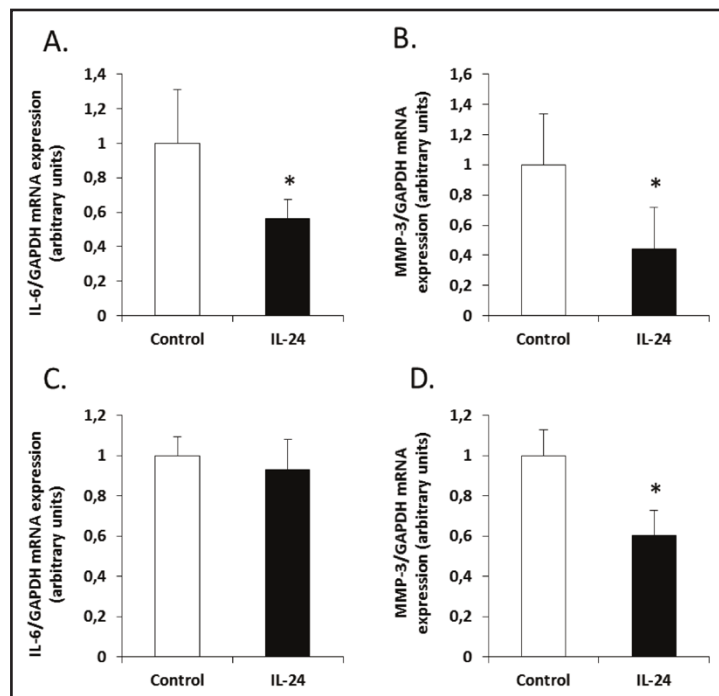 A.
IL-6/GAPDH mRNA expression
(arbitrary units)
1,4
1,2
1
0,8
0,6
0,4
0,2
0
*
Control IL-24
B.
MMP-3/GAPDH mRNA
expression (arbitrary units)
1,6
1,4
1,2
1
0,8
0,6
0,4
0,2
0
*
Control IL-24
C.
IL-6/GAPDH mRNA expression
(arbitrary units)
1,2
1
0,8
0,6
0,4
0,2
0
Control IL-24
D.
MMP-3/GAPDH mRNA
expression (arbitrary units)
1,2
1
0,8
0,6
0,4
0,2
0
*
Control IL-24